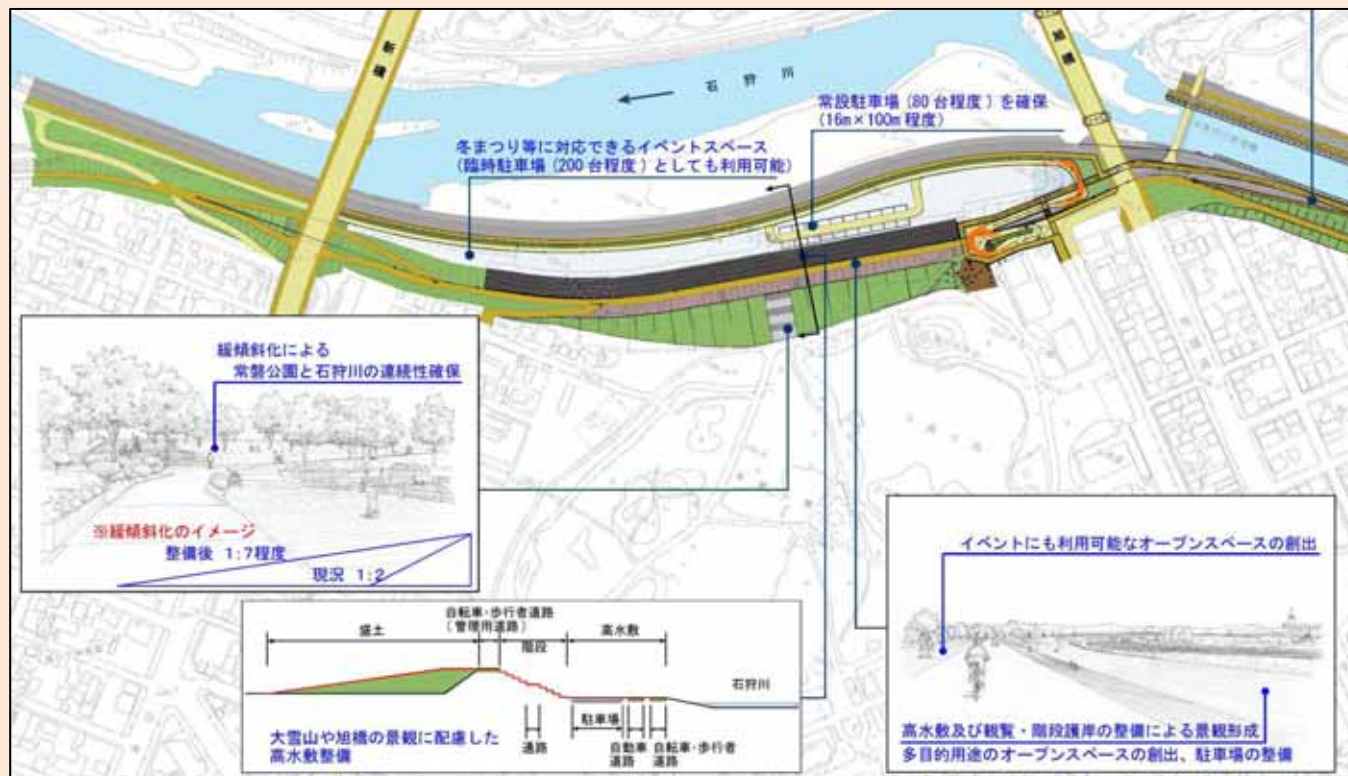 新橋
旭橋
← 石狩川
常設駐車場(80台程度)を確保
(16m×100m程度)
冬まつり等に対応できるイベントスペース
(臨時駐車場(200台程度)としても利用可能)
緩傾斜化による
常磐公園と石狩川の連続性確保
※緩傾斜化のイメージ
整備後 1:7程度
現況 1:2
自転車・歩行者通路
(管理用通路)
盛土
階段
高水敷
石狩川
駐車場
通路
自動車
通路
自転車・歩行者
通路
大雪山や旭橋の景観に配慮した
高水敷整備
イベントにも利用可能なオープンスペースの創出
高水敷及び観覧・階段護岸の整備による景観形成
多目的用途のオープンスペースの創出、駐車場の整備